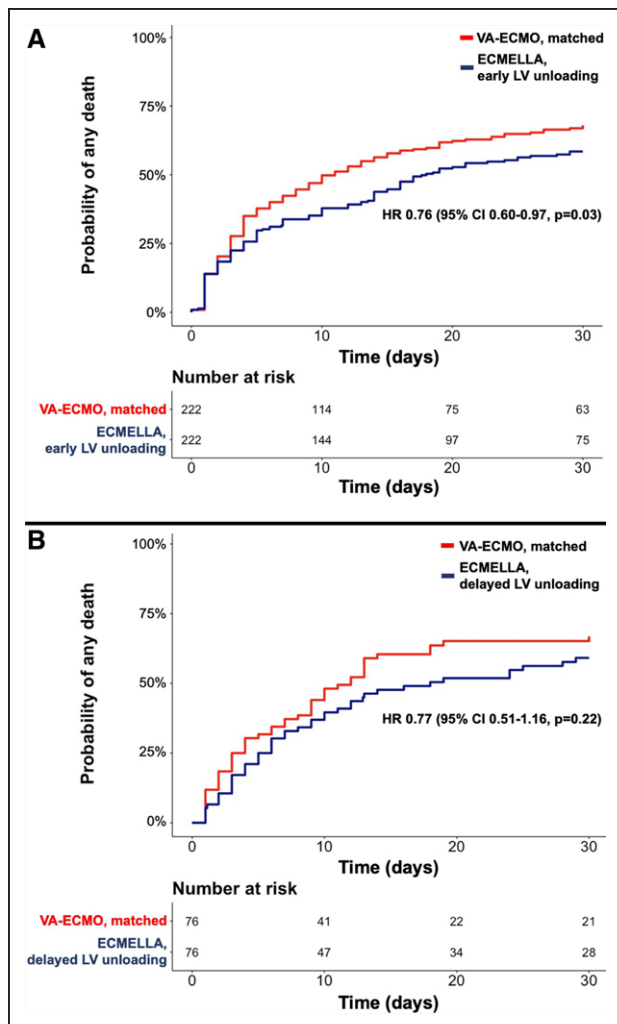 A
100%
75%
50%
25%
0%
Probability of any death
VA-ECMO, matched
ECMELLA,
early LV unloading
HR 0.76 (95% CI 0.60-0.97, p=0.03)
0 10 20 30
Time (days)
Number at risk
VA-ECMO, matched 222 114 75 63
ECMELLA,
early LV unloading 222 144 97 75
0 10 20 30
Time (days)
B
100%
75%
50%
25%
0%
Probability of any death
VA-ECMO, matched
ECMELLA,
delayed LV unloading
HR 0.77 (95% CI 0.51-1.16, p=0.22)
0 10 20 30
Time (days)
Number at risk
VA-ECMO, matched 76 41 22 21
ECMELLA,
delayed LV unloading 76 47 34 28
0 10 20 30
Time (days)